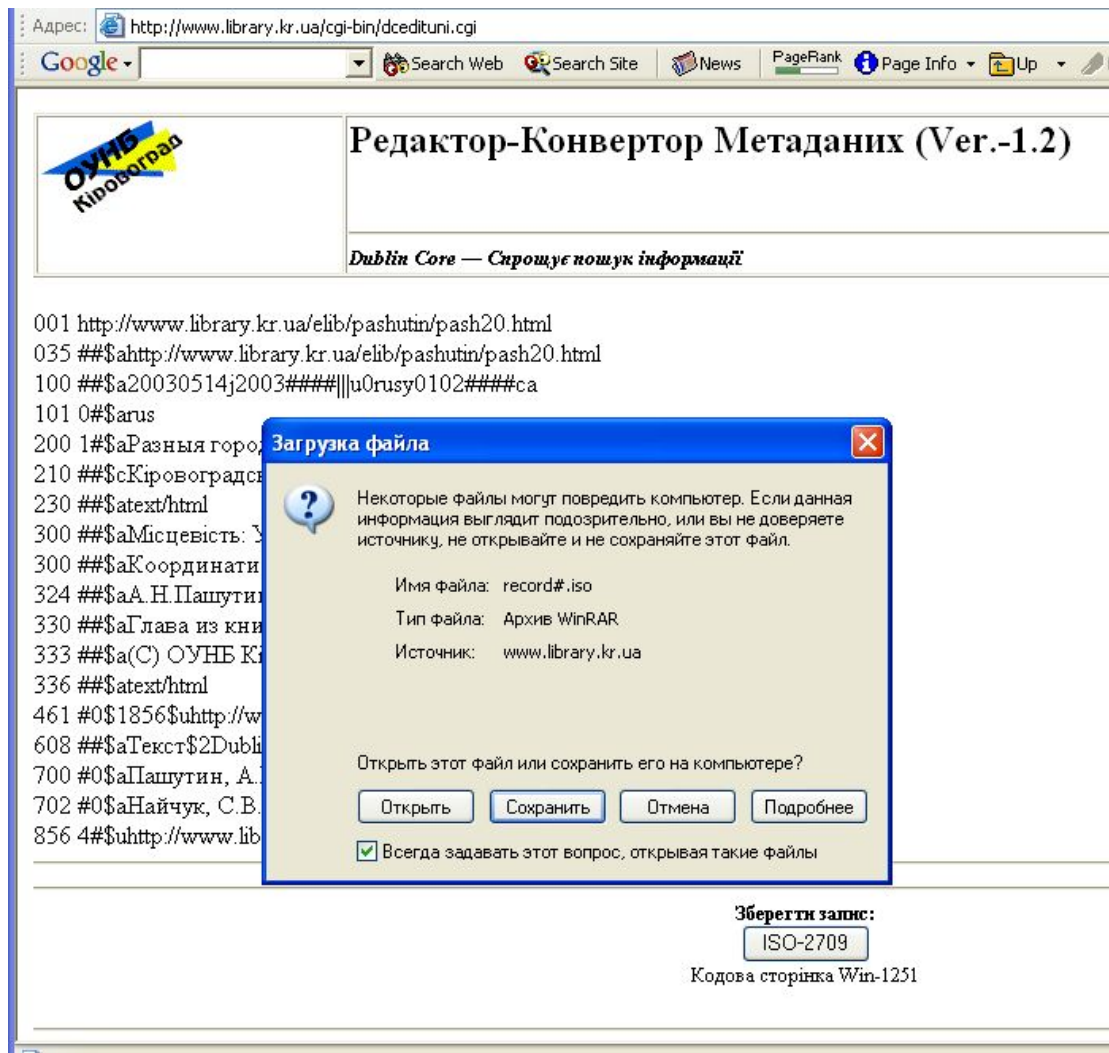 Адрес: http://www.library.kr.ua/cgi-bin/dcedituni.cgi
Google Search Web Search Site News PageRank Page Info Up
ОУНБ
Кіровоград
Редактор-Конвертор Метаданих (Ver.-1.2)
Dublin Core — Спрощує пошук інформації
001 http://www.library.kr.ua/elib/pashutin/pash20.html
035 ##$ahttp://www.library.kr.ua/elib/pashutin/pash20.html
100 ##$a20030514j2003####|||u0rusy0102####ca
101 0#$arus
200 1#$aРазныя горо
210 ##$cКіровоградс
230 ##$atext/html
300 ##$aМісцевість: У
300 ##$aКоординати
324 ##$aА.Н.Пашути
330 ##$aГлава из кни
333 ##$a(C) ОУНБ Кі
336 ##$atext/html
461 #0$1856$uhttp://w
608 ##$aТекст$2Dubli
700 #0$aПашутин, А.
702 #0$aНайчук, С.В.
856 4#$uhttp://www.lib
Загрузка файла
Некоторые файлы могут повредить компьютер. Если данная
информация выглядит подозрительно, или вы не доверяете
источнику, не открывайте и не сохраняйте этот файл.
Имя файла: record#.iso
Тип файла: Архив WinRAR
Источник: www.library.kr.ua
Открыть этот файл или сохранить его на компьютере?
Открыть Сохранить Отмена Подробнее
Всегда задавать этот вопрос, открывая такие файлы
Зберегти запис:
ISO-2709
Кодова сторінка Win-1251